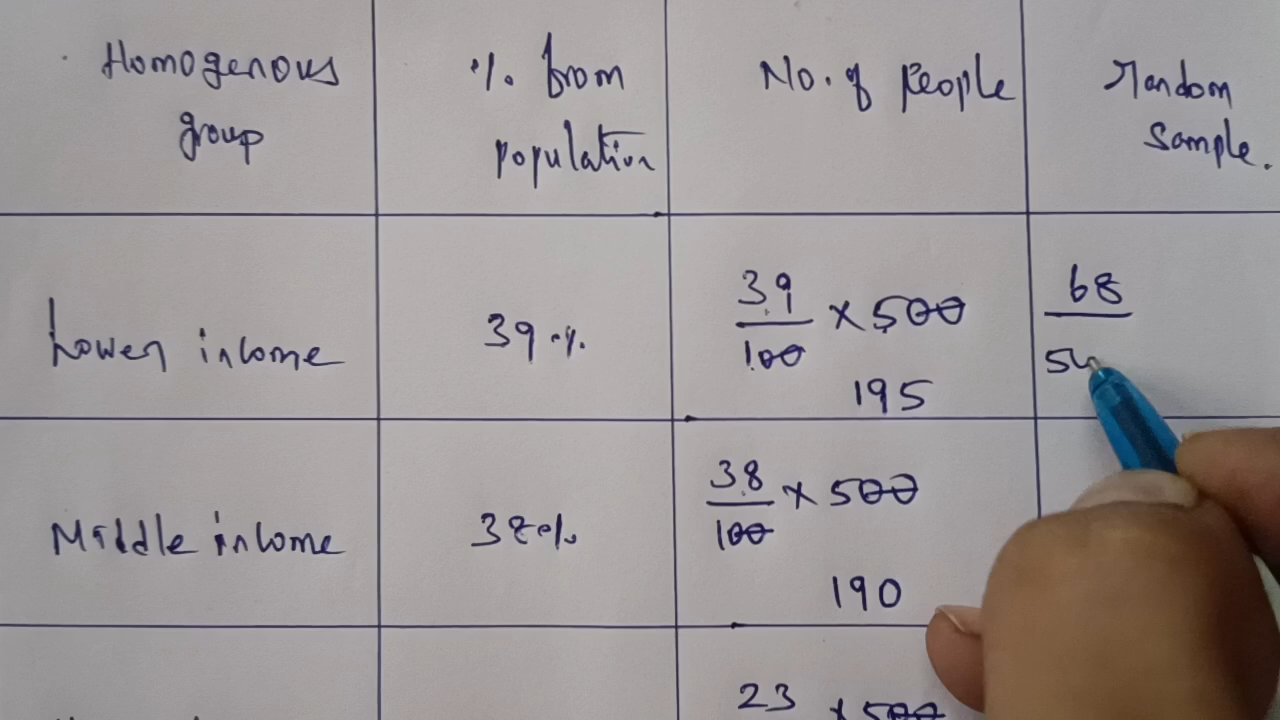 Homogenous
group
% from
population
No. of People
random
Sample.
Lower income
39%
39
100
× 500
195
68
Middle income
38%
38
100
× 500
190
23
× 500